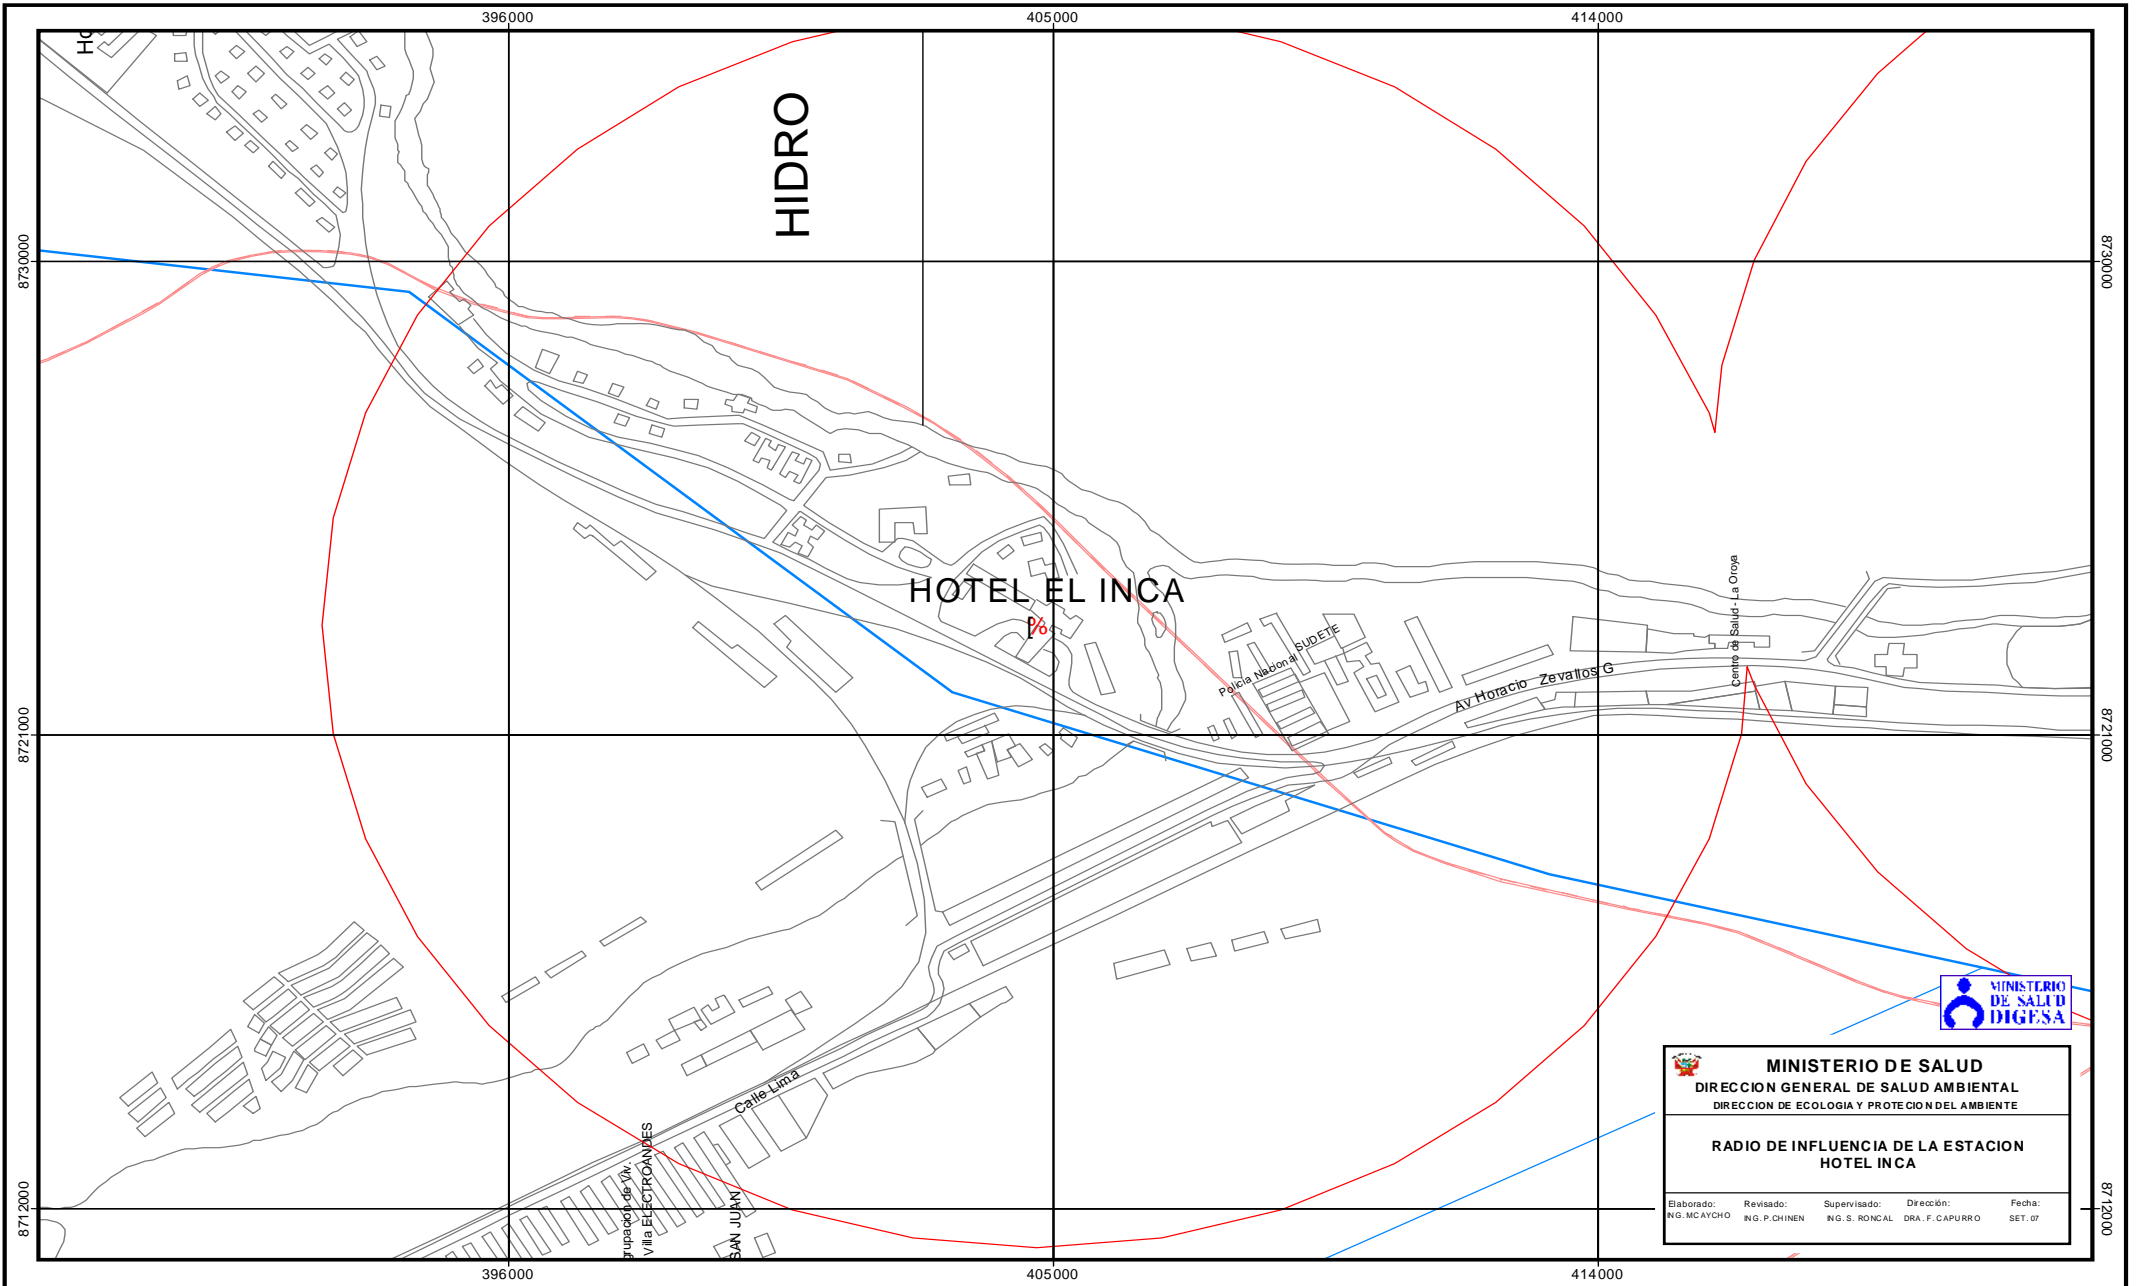 396000
405000
414000
HIDRO
8730000
8730000
HOTEL EL INCA
%
Centro de Salud - La Oroya
SUDETE
Policia Nacional
Av Horacio Zevallos G
8721000
8721000
MINISTERIO
DE SALUD
DIGESA
Calle Lima
Villa ELECTROANDES
SAN JUAN
8712000
8712000
MINISTERIO DE SALUD
DIRECCION GENERAL DE SALUD AMBIENTAL
DIRECCION DE ECOLOGIA Y PROTECION DEL AMBIENTE
RADIO DE INFLUENCIA DE LA ESTACION
HOTEL INCA
Elaborado: Revisado: Supervisado: Dirección: Fecha:
ING. MCAYCHO ING. P. CHINEN ING. S. RONCAL DRA. F. CAPURRO SET. 07
396000
405000
414000